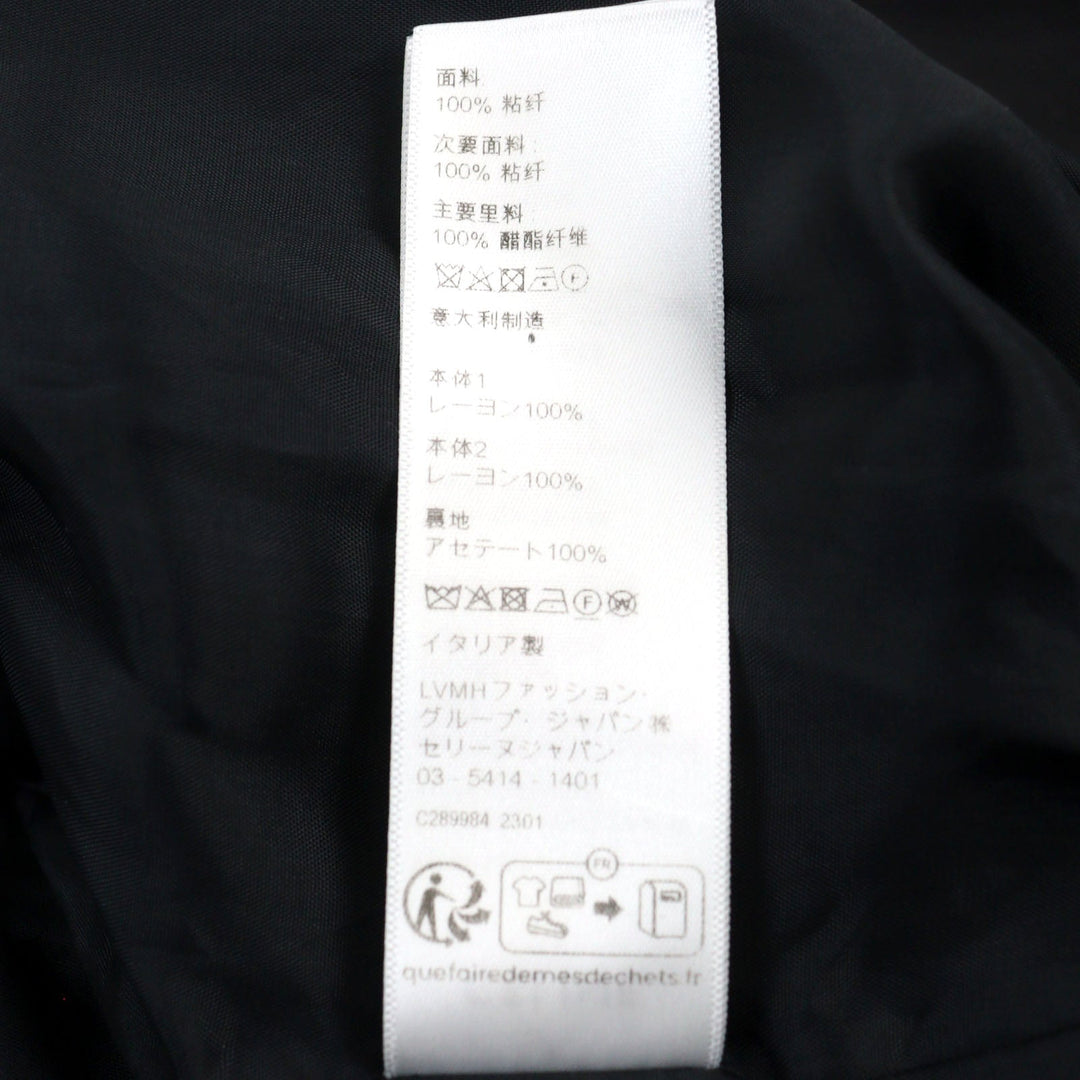 面料
100% 粘纤
次要面料:
100% 粘纤
主要里料:
100% 醋酯纤维
F
意大利制造
本体1
レーヨン100%
本体2
レーヨン100%
裏地
アセテート100%
F W
イタリア製
LVMHファッション・
グループ・ジャパン株
セリーヌジャパン
03 - 5414 - 1401
C289984 2301
FR
quefairedemesdechets.fr